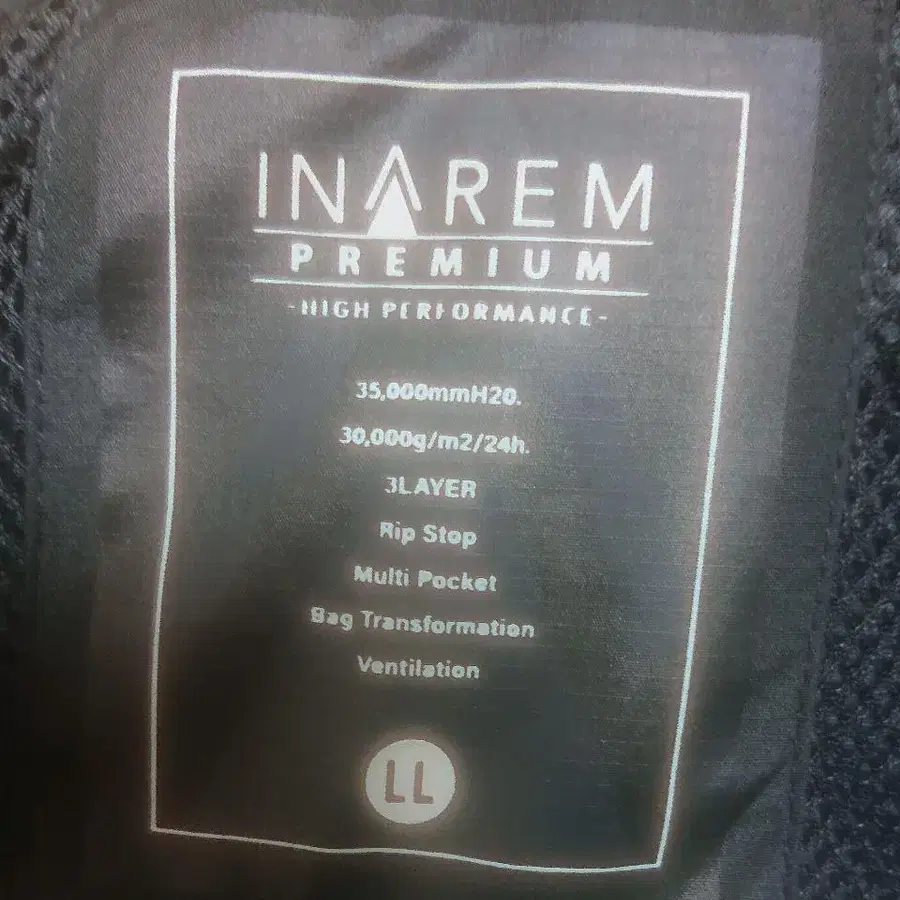 INAREM
PREMIUM
-HIGH PERFORMANCE-
35,000mmH20.
30,000g/m2/24h.
3LAYER
Rip Stop
Multi Pocket
Bag Transformation
Ventilation
LL